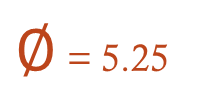 Ø = 5.25